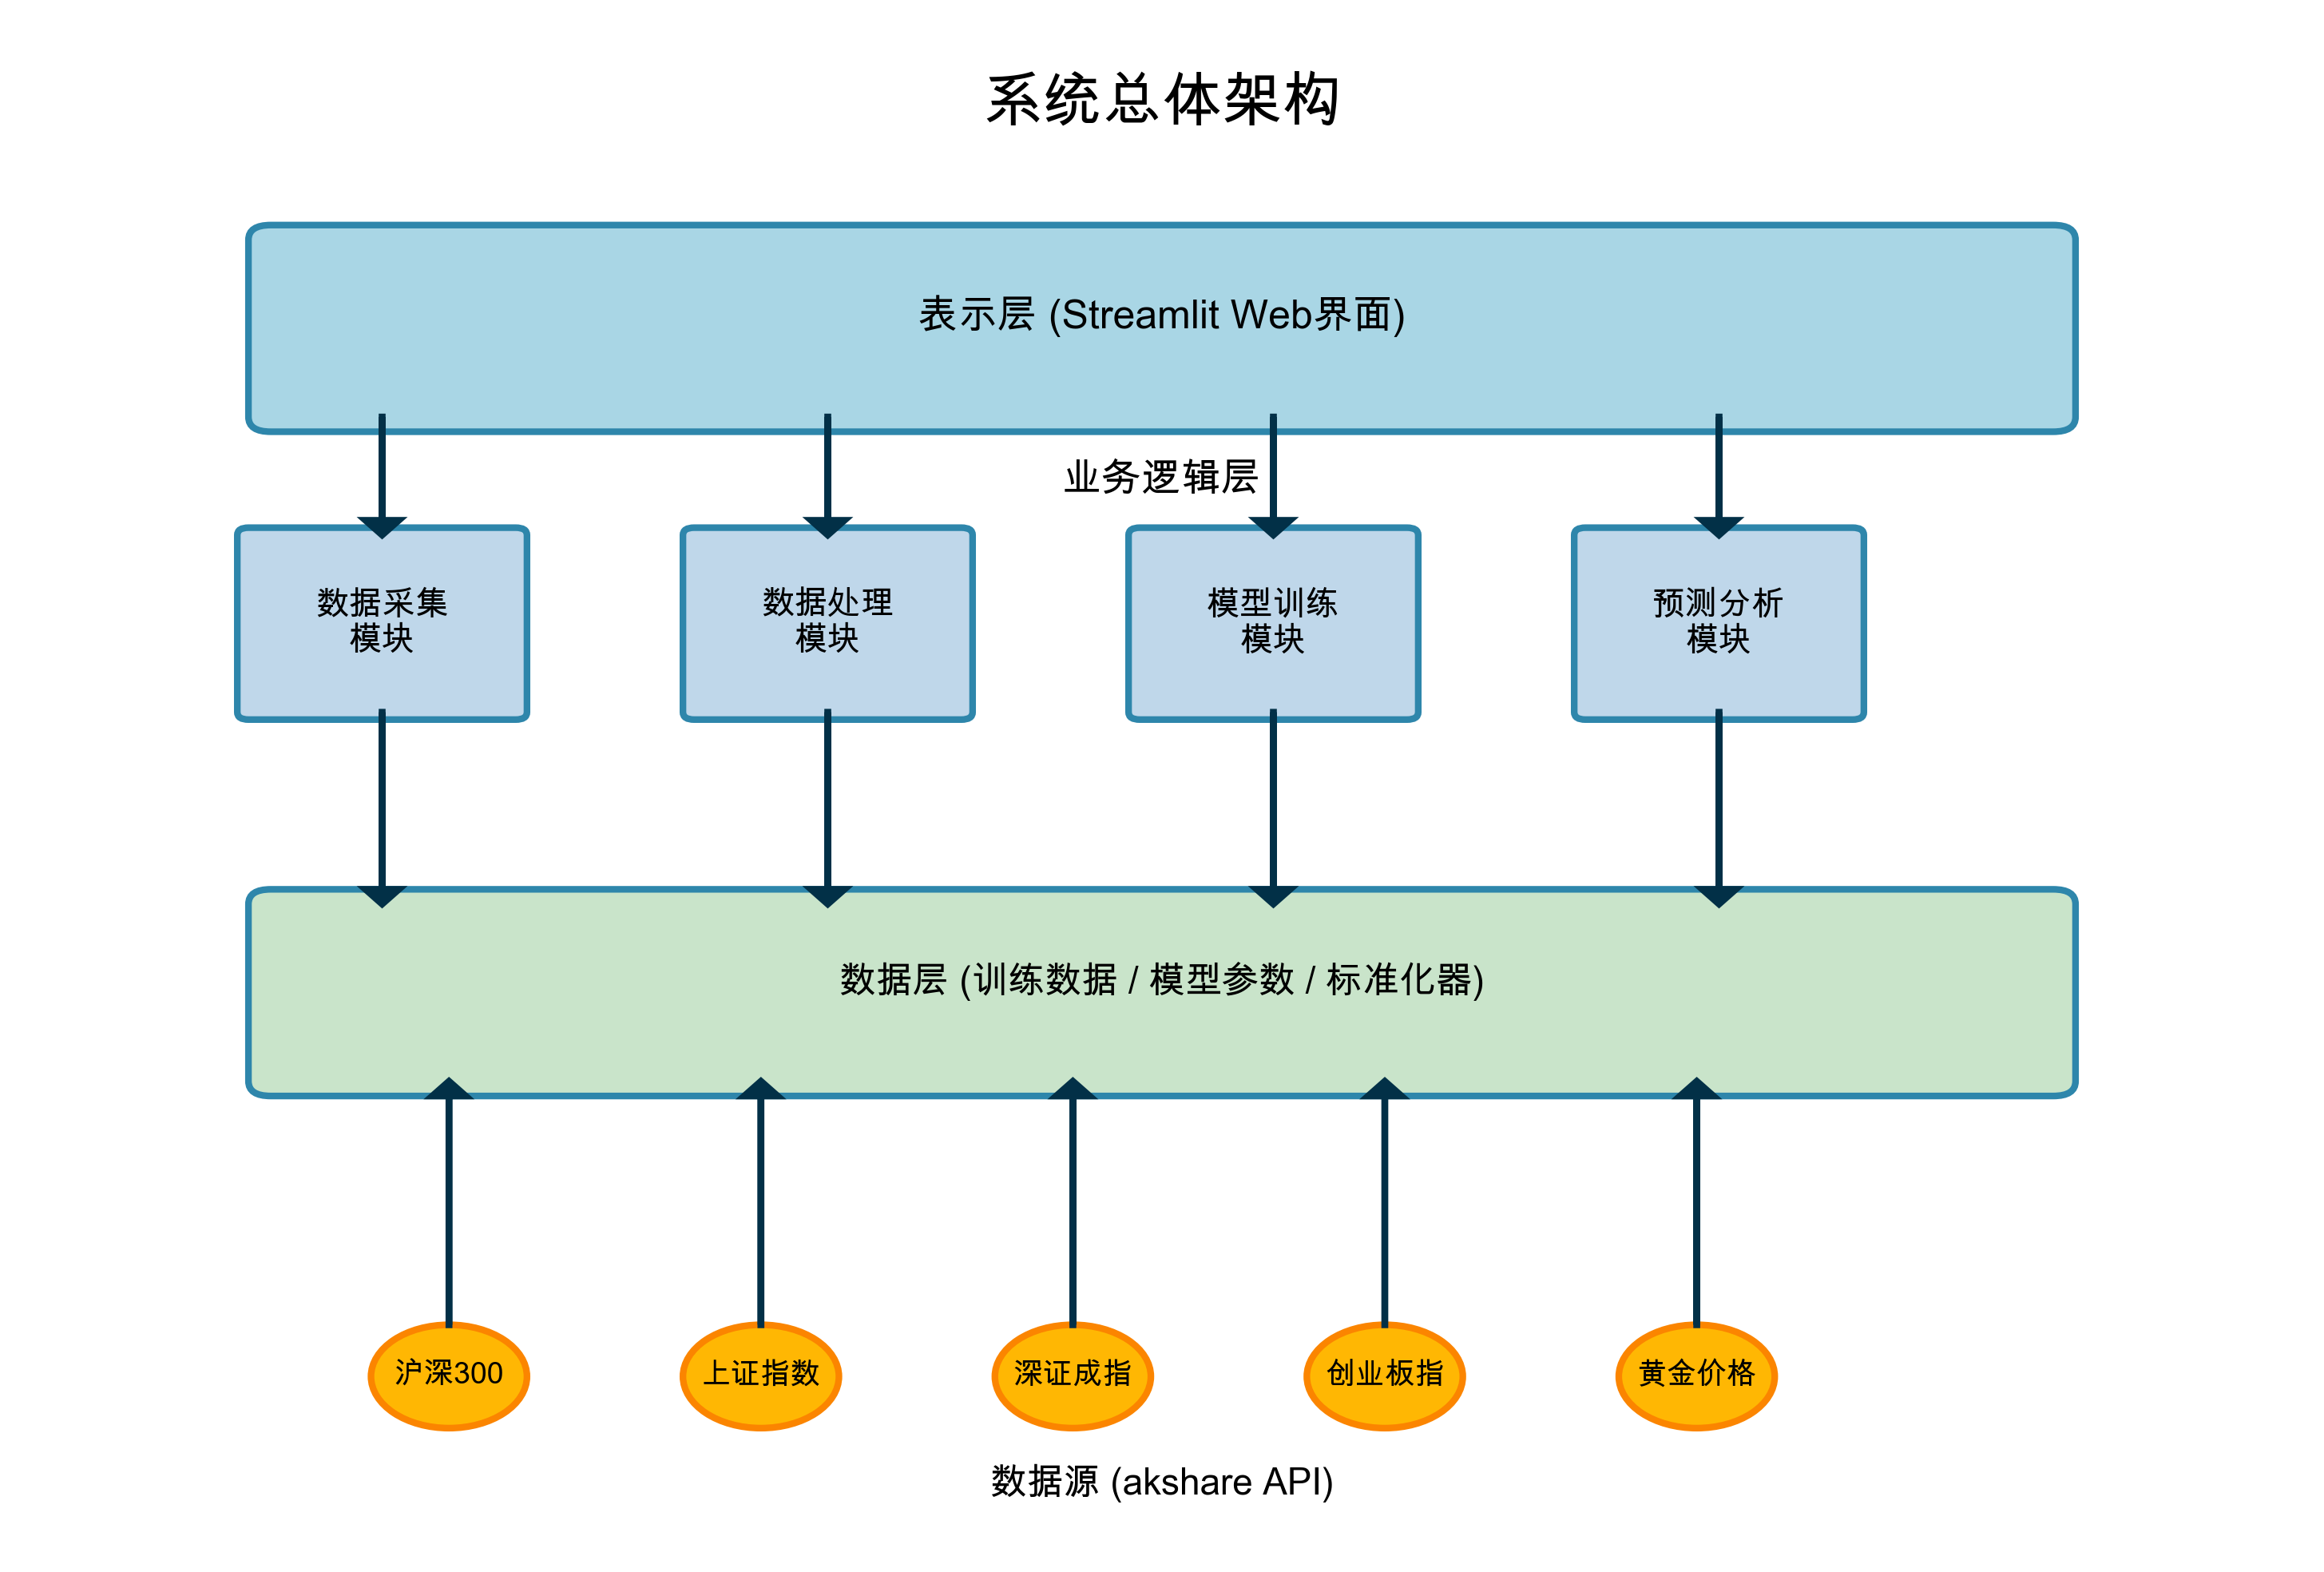 系统总体架构
表示层 (Streamlit Web界面)
业务逻辑层
数据采集
模块
数据处理
模块
模型训练
模块
预测分析
模块
数据层 (训练数据 / 模型参数 / 标准化器)
沪深300
上证指数
深证成指
创业板指
黄金价格
数据源 (akshare API)